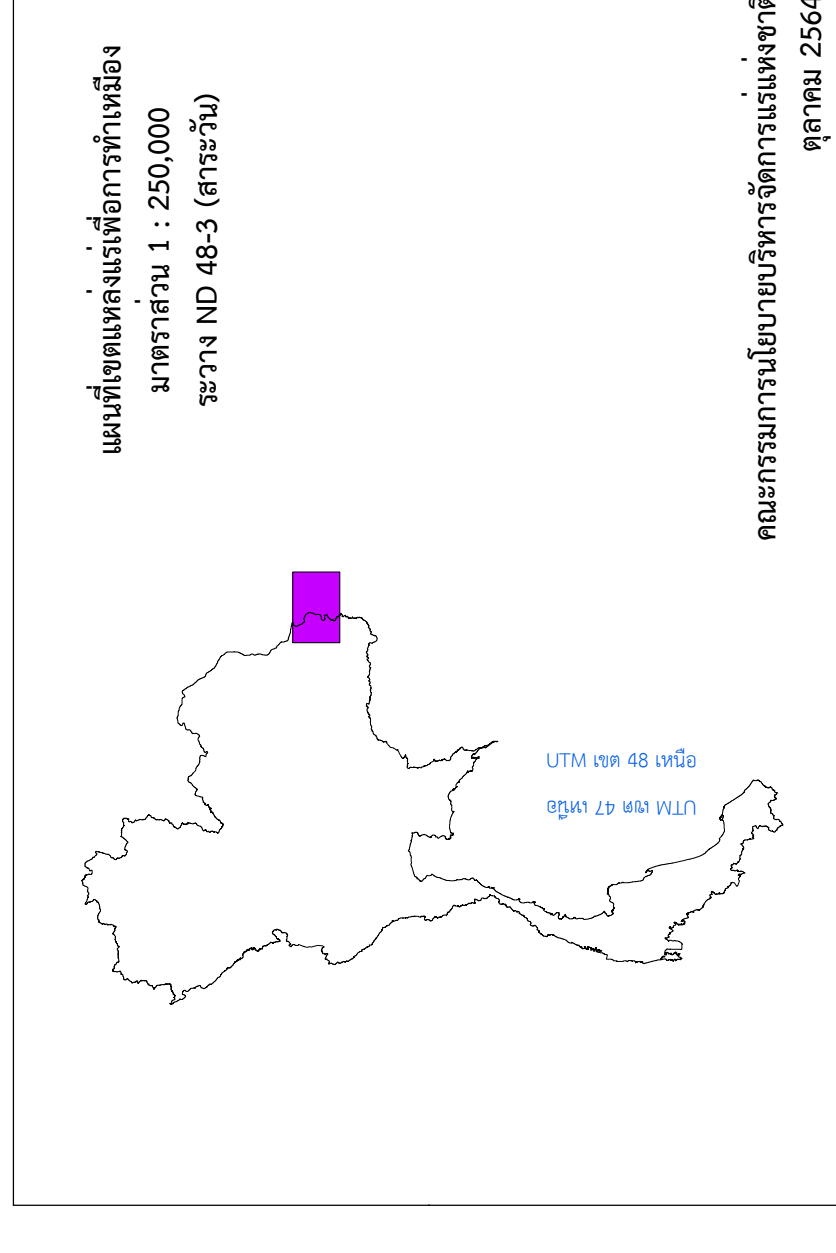 แผนที่เขตแหล่งแร่เพื่อการทำเหมือง
มาตราส่วน 1 : 250,000
ระวาง ND 48-3 (สาระวัน)
UTM เขต 48 เหนือ
UTM เขต 47 เหนือ
คณะกรรมการนโยบายบริหารจัดการแร่แห่งชาติ
ตุลาคม 2564